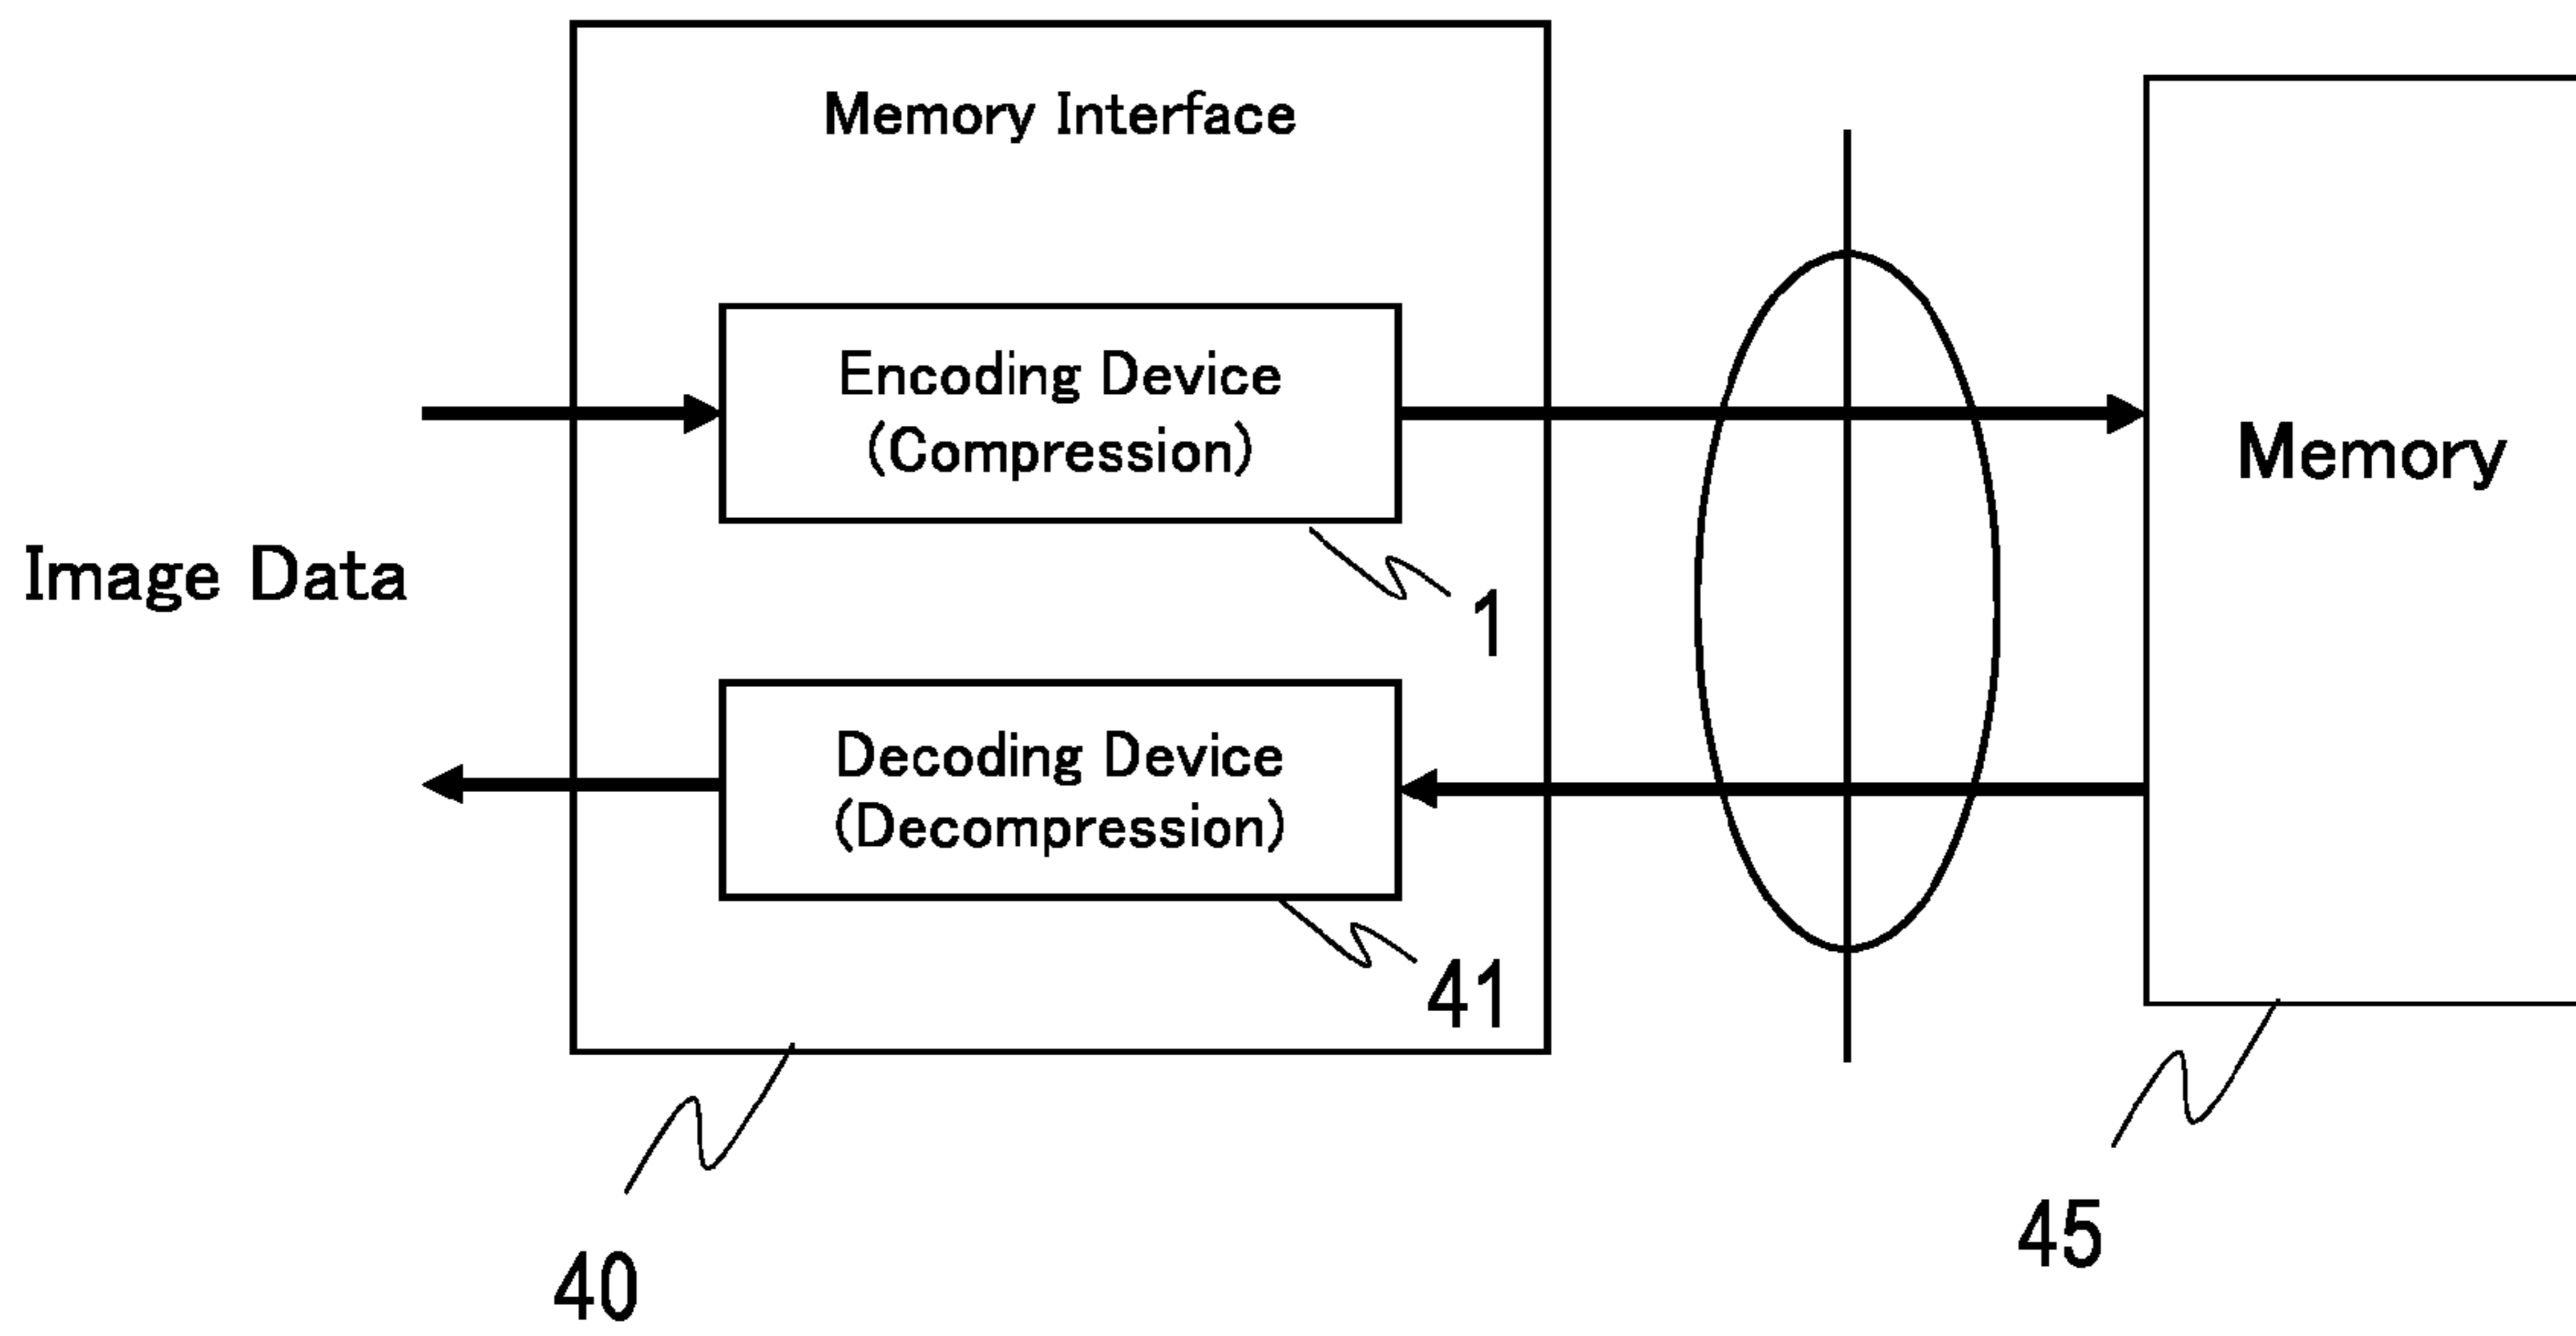 Memory Interface
Encoding Device
(Compression)
Memory
Image Data
1
Decoding Device
(Decompression)
41
45
40